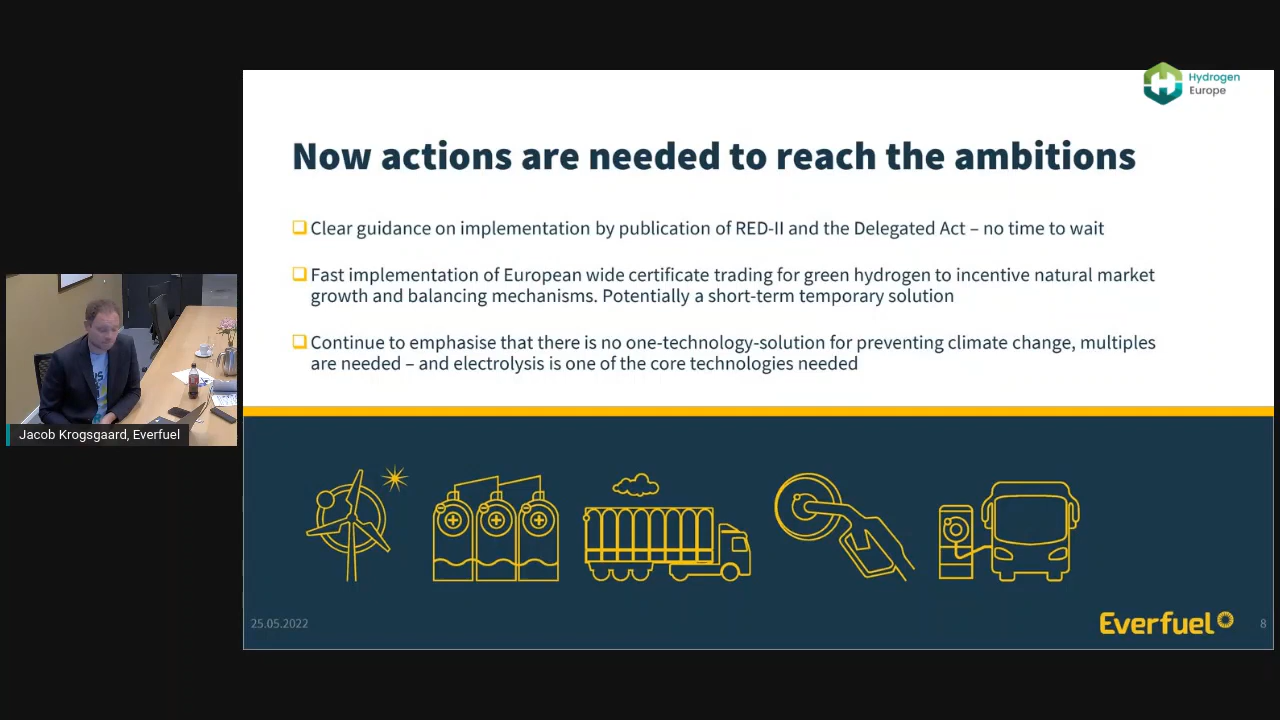 Hydrogen
Europe
Now actions are needed to reach the ambitions
Clear guidance on implementation by publication of RED-II and the Delegated Act – no time to wait
Fast implementation of European wide certificate trading for green hydrogen to incentive natural market
growth and balancing mechanisms. Potentially a short-term temporary solution
Continue to emphasise that there is no one-technology-solution for preventing climate change, multiples
are needed – and electrolysis is one of the core technologies needed
Jacob Krogsgaard, Everfuel
25.05.2022
Everfuel
8